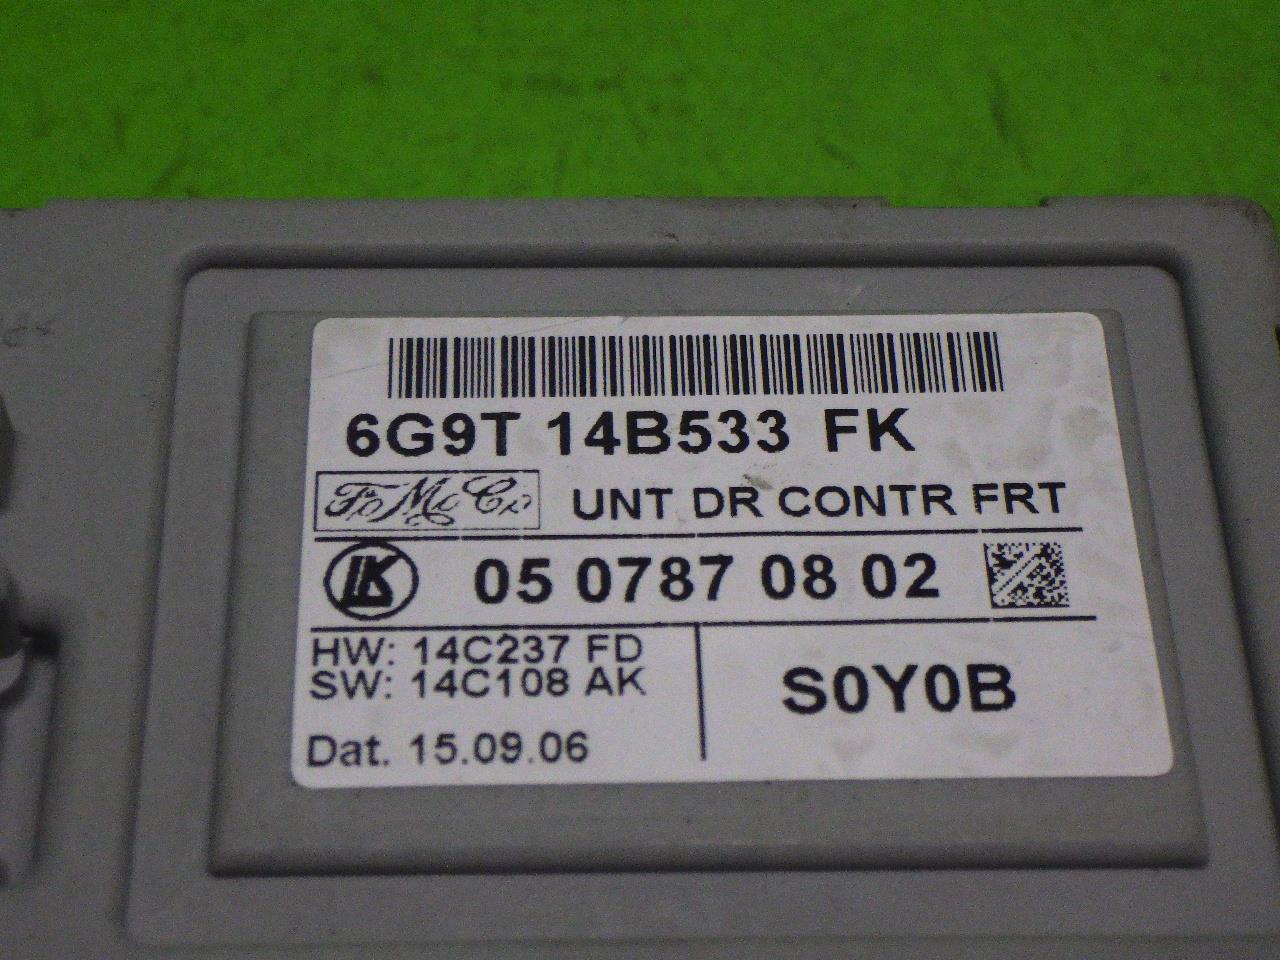 6G9T 14B533 FK
FoMoCo UNT DR CONTR FRT
LK 05 0787 08 02
HW: 14C237 FD
SW: 14C108 AK
S0Y0B
Dat. 15.09.06